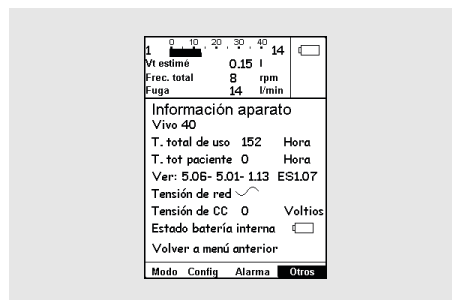 0 10 20 30 40
1 14
Vt estimé 0.15 l
Frec. total 8 rpm
Fuga 14 l/min
Información aparato
Vivo 40
T. total de uso 152 Hora
T. tot paciente 0 Hora
Ver: 5.06- 5.01- 1.13 ES1.07
Tensión de red
Tensión de CC 0 Voltios
Estado batería interna
Volver a menú anterior
Modo Config Alarma Otros